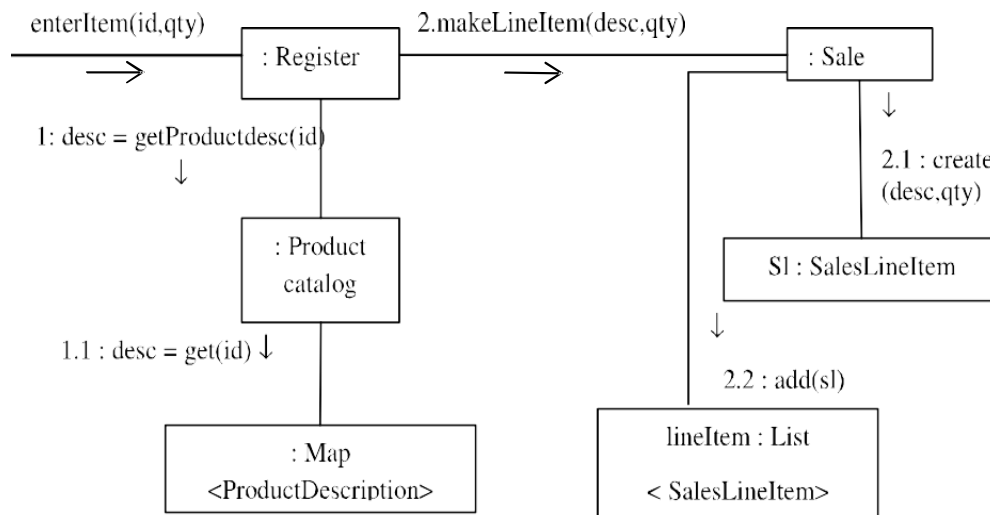 enterItem(id,qty)
2.makeLineItem(desc,qty)
: Register
: Sale
1: desc = getProductdesc(id)
2.1 : create
(desc,qty)
: Product
catalog
Sl : SalesLineItem
1.1 : desc = get(id)
2.2 : add(sl)
: Map
<ProductDescription>
lineItem : List
< SalesLineItem>